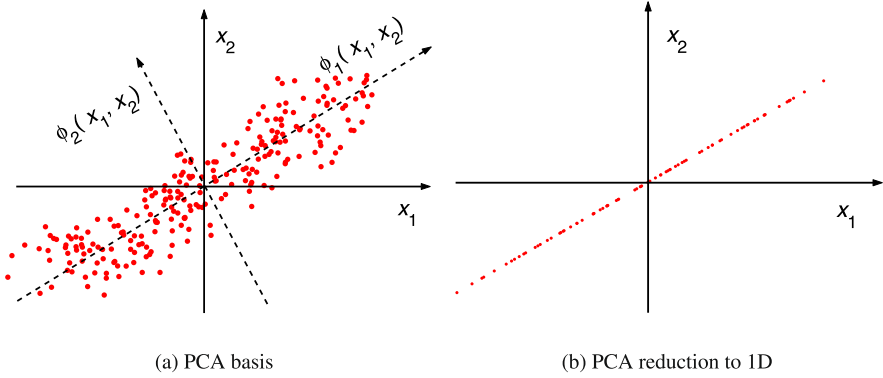 x₂
ϕ₁(x₁, x₂)
ϕ₂(x₁, x₂)
x₁
(a) PCA basis
x₂
x₁
(b) PCA reduction to 1D